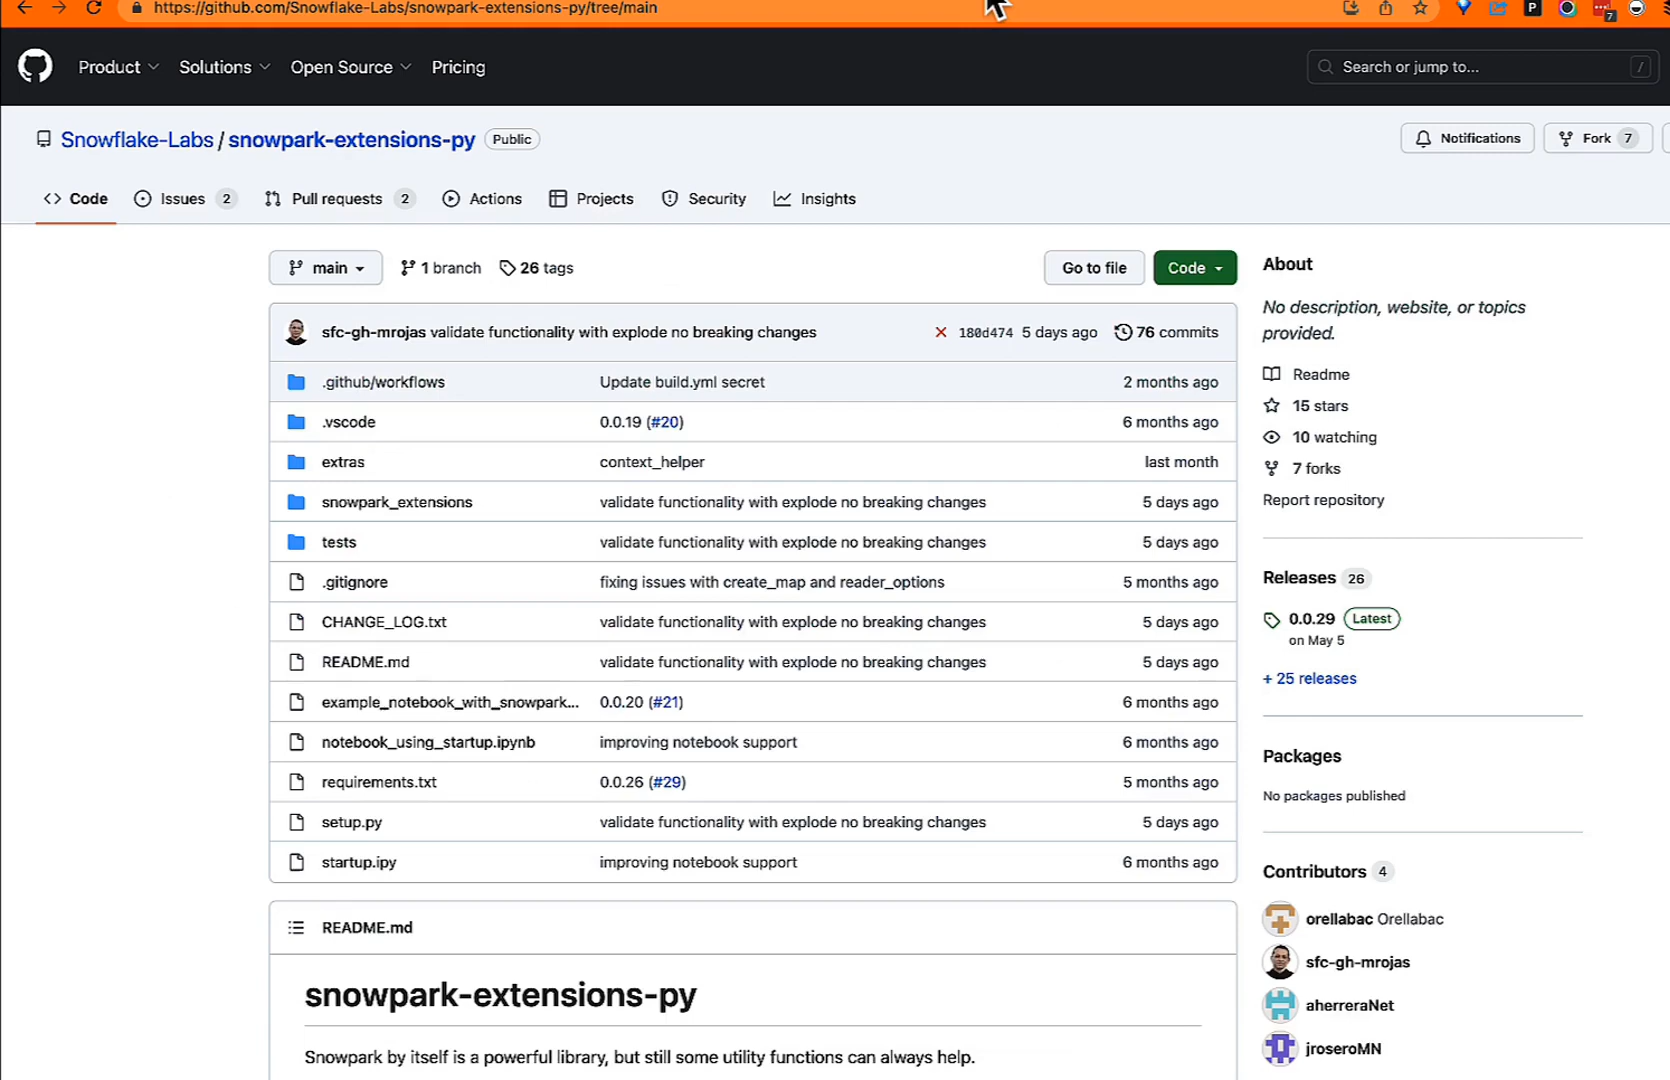 https://github.com/Snowflake-Labs/snowpark-extensions-py/tree/main
P
7
Product Solutions Open Source Pricing
Search or jump to... /
Snowflake-Labs / snowpark-extensions-py Public
Notifications Fork 7
Code Issues 2 Pull requests 2 Actions Projects Security Insights
main 1 branch 26 tags Go to file Code
sfc-gh-mrojas validate functionality with explode no breaking changes 180d474 5 days ago 76 commits
.github/workflows Update build.yml secret 2 months ago
.vscode 0.0.19 (#20) 6 months ago
extras context_helper last month
snowpark_extensions validate functionality with explode no breaking changes 5 days ago
tests validate functionality with explode no breaking changes 5 days ago
.gitignore fixing issues with create_map and reader_options 5 months ago
CHANGE_LOG.txt validate functionality with explode no breaking changes 5 days ago
README.md validate functionality with explode no breaking changes 5 days ago
example_notebook_with_snowpark... 0.0.20 (#21) 6 months ago
notebook_using_startup.ipynb improving notebook support 6 months ago
requirements.txt 0.0.26 (#29) 5 months ago
setup.py validate functionality with explode no breaking changes 5 days ago
startup.ipy improving notebook support 6 months ago
README.md
snowpark-extensions-py
Snowpark by itself is a powerful library, but still some utility functions can always help.
About
No description, website, or topics
provided.
Readme
15 stars
10 watching
7 forks
Report repository
Releases 26
0.0.29 Latest
on May 5
+ 25 releases
Packages
No packages published
Contributors 4
orellabac Orellabac
sfc-gh-mrojas
aherreraNet
jroseroMN